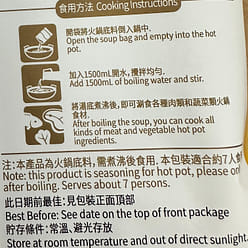 食用方法 Cooking Instructions
開袋將火鍋底料倒入鍋中.
Open the soup bag and empty into the hot
pot.
加入1500mL開水,攪拌均勻.
Add 1500mL of boiling water and stir.
將湯底煮沸後,即可涮食各種肉類和蔬菜類火鍋
食材.
After boiling the soup, you can cook all
kinds of meat and vegetable hot pot
ingredients.
注:本產品為火鍋底料,需煮沸後食用.本包裝適合約7人
Note: this product is seasoning for hot pot, please
after boiling. Serves about 7 persons.
此日期前最佳:見包裝正面頂部
Best Before: See date on the top of front package
貯存條件:常溫,避光存放
Store at room temperature and out of direct sunlight